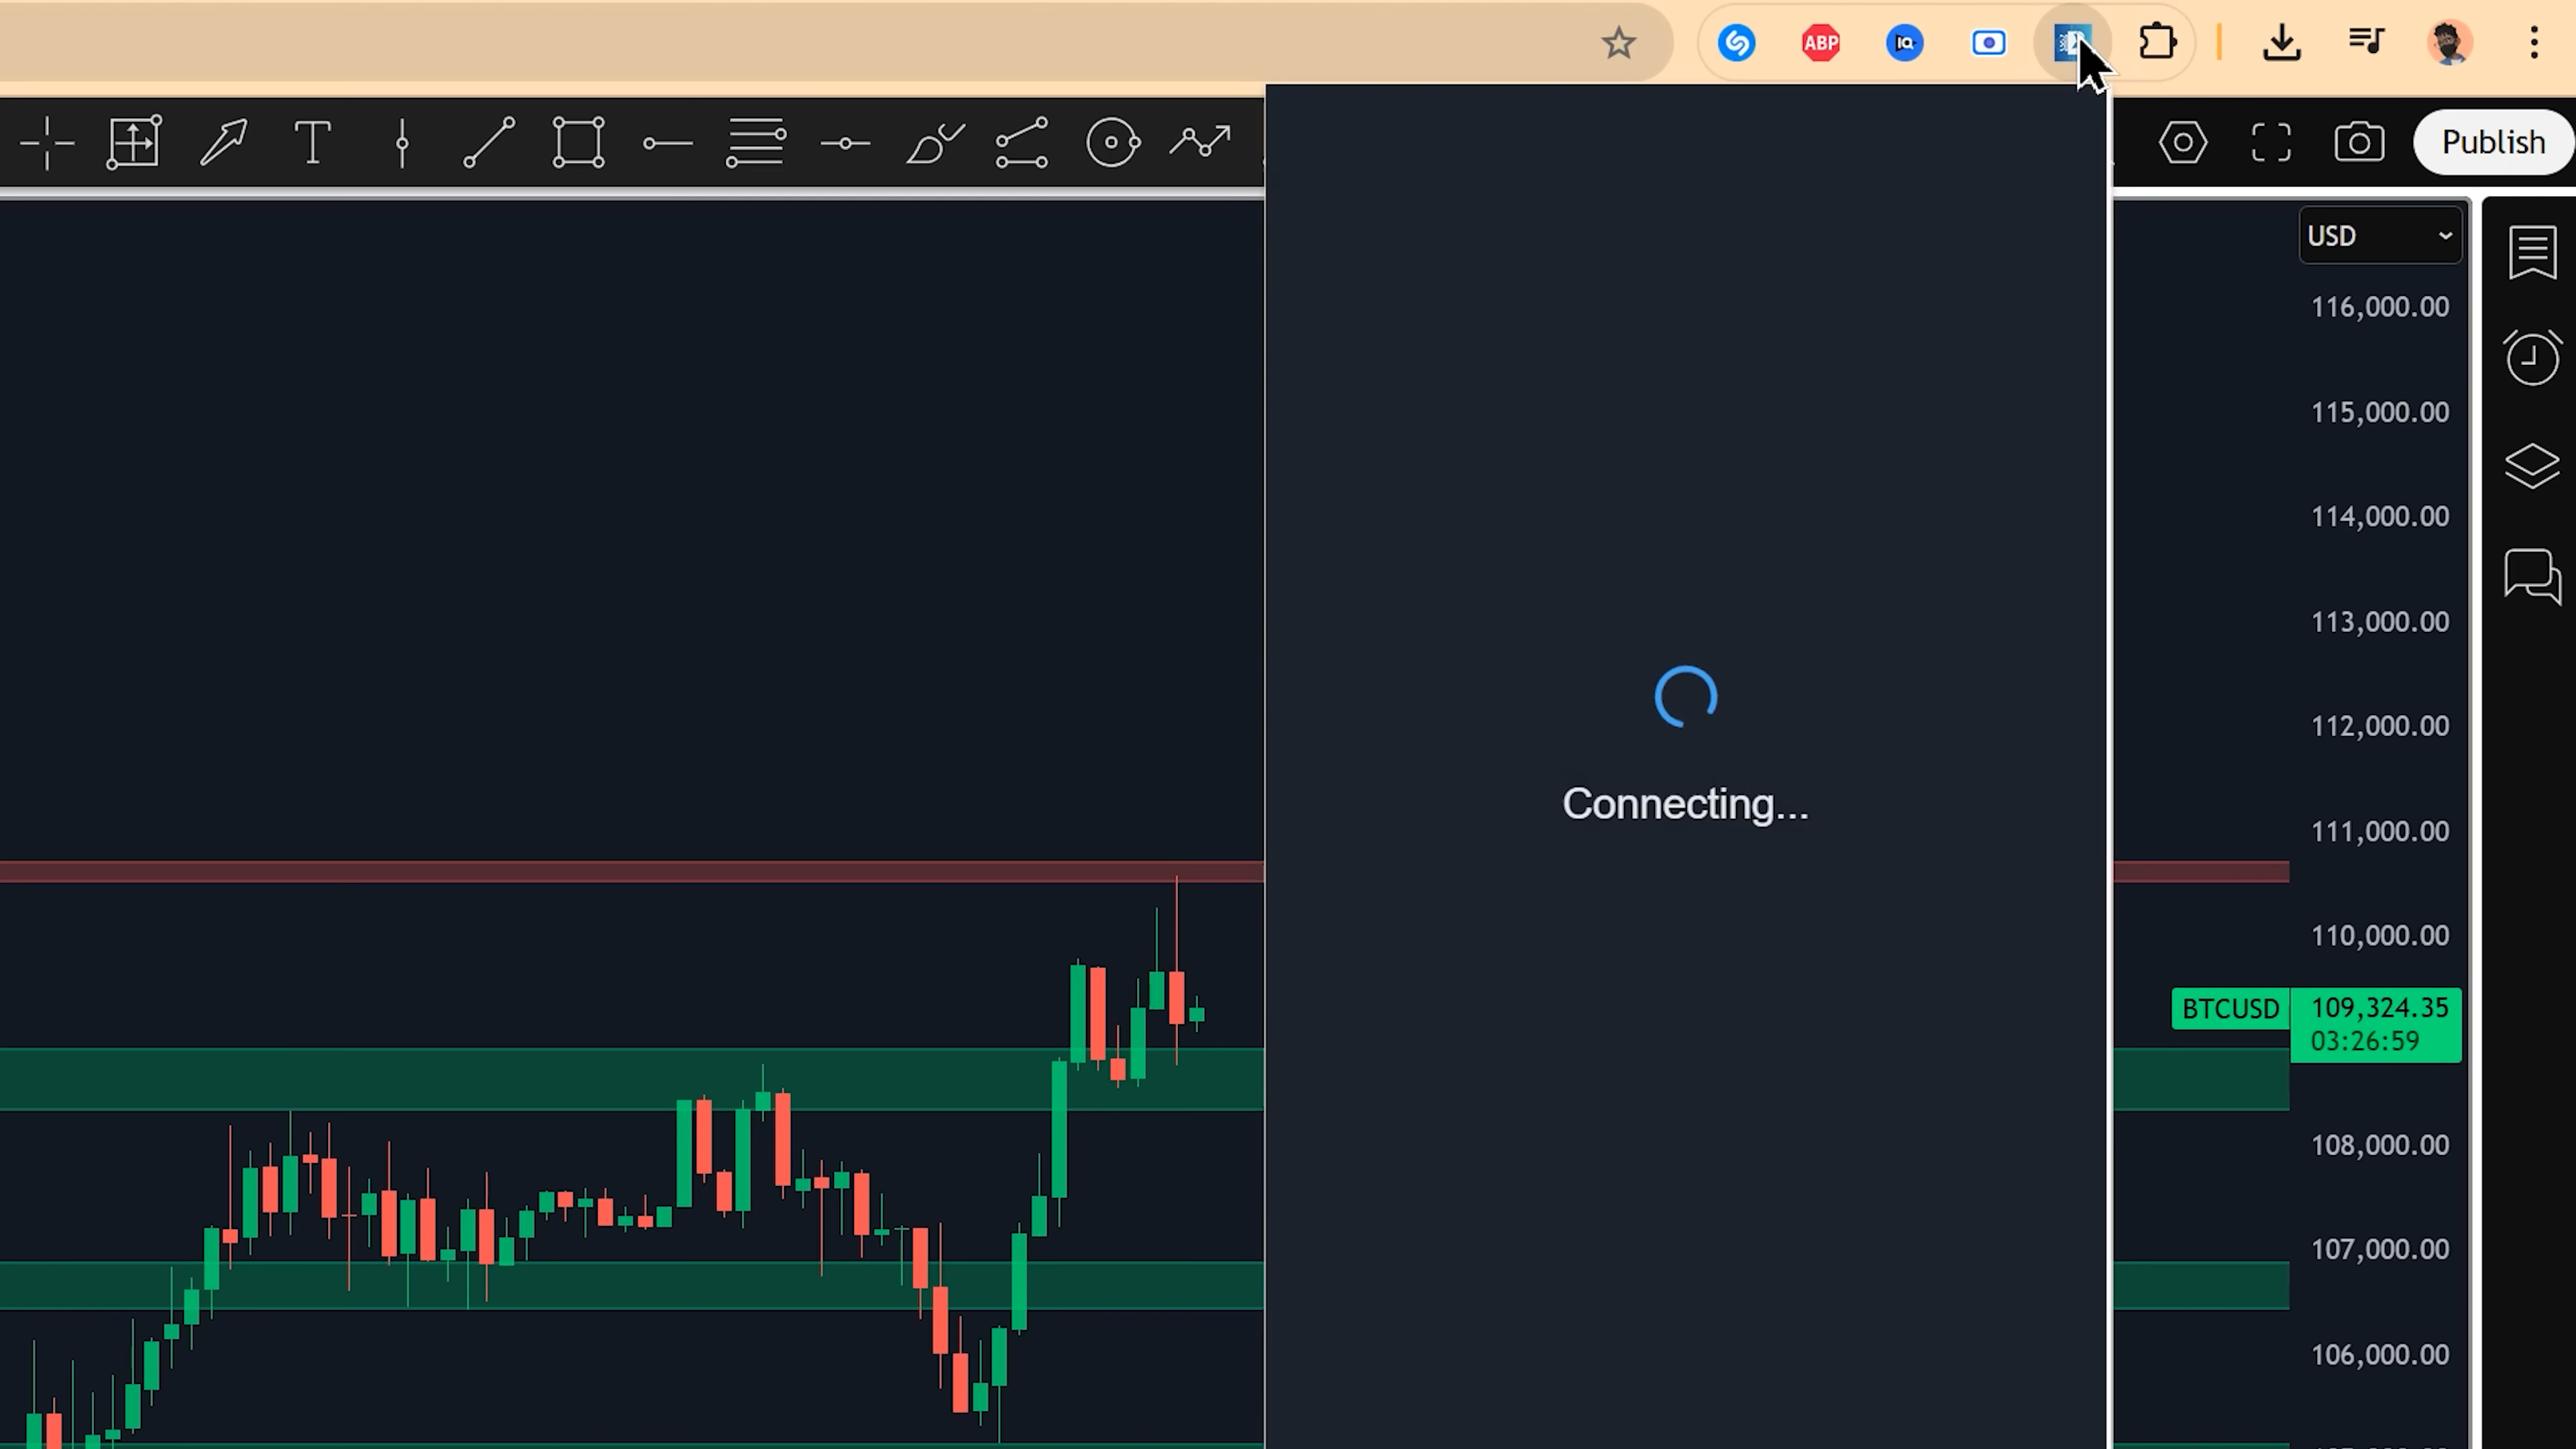 ABP
Publish
USD
116,000.00
115,000.00
114,000.00
113,000.00
112,000.00
Connecting...
111,000.00
110,000.00
BTCUSD 109,324.35
03:26:59
108,000.00
107,000.00
106,000.00